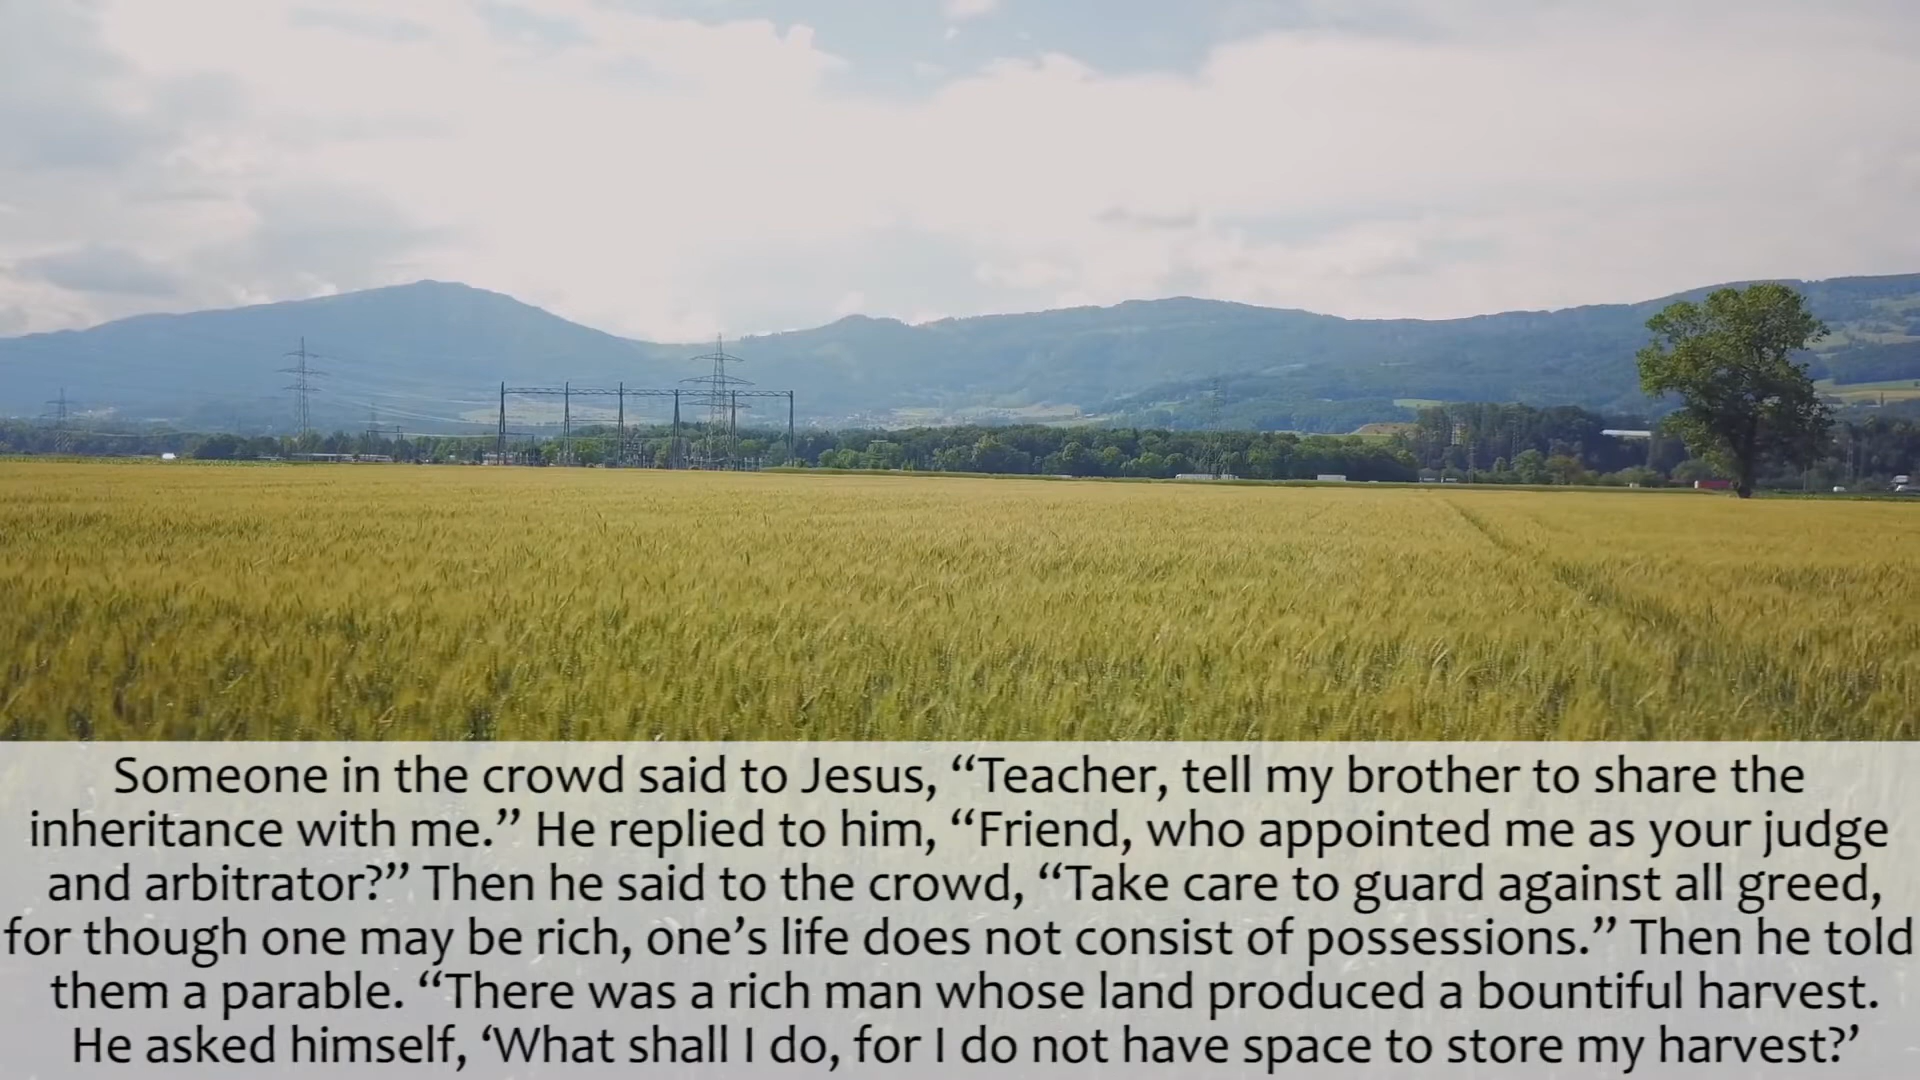 Someone in the crowd said to Jesus, “Teacher, tell my brother to share the
inheritance with me.” He replied to him, “Friend, who appointed me as your judge
and arbitrator?” Then he said to the crowd, “Take care to guard against all greed,
for though one may be rich, one’s life does not consist of possessions.” Then he told
them a parable. “There was a rich man whose land produced a bountiful harvest.
He asked himself, ‘What shall I do, for I do not have space to store my harvest?’